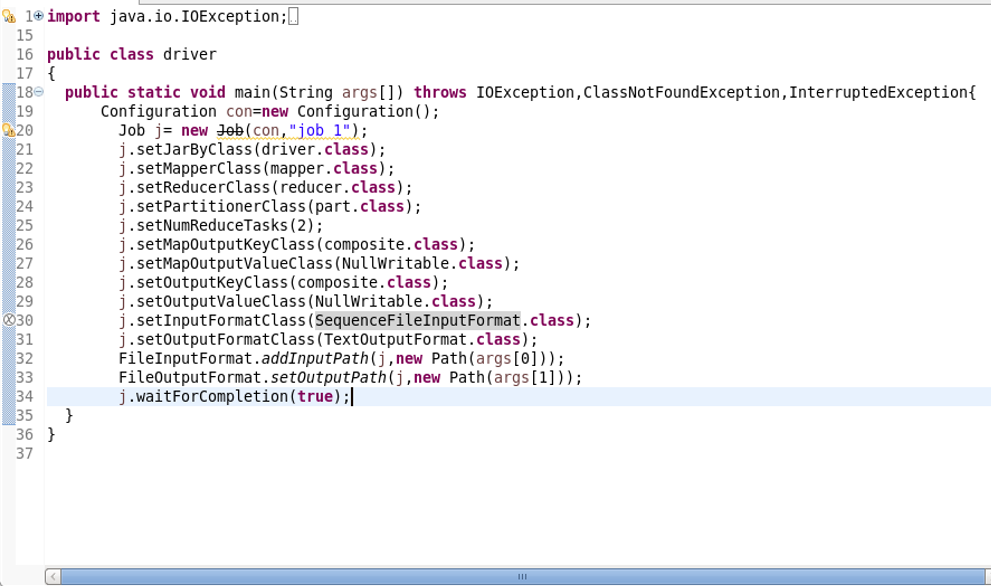 1 import java.io.IOException;
15
16 public class driver
17 {
18 public static void main(String args[]) throws IOException,ClassNotFoundException,InterruptedException{
19 Configuration con=new Configuration();
20 Job j= new Job(con,"job 1");
21 j.setJarByClass(driver.class);
22 j.setMapperClass(mapper.class);
23 j.setReducerClass(reducer.class);
24 j.setPartitionerClass(part.class);
25 j.setNumReduceTasks(2);
26 j.setMapOutputKeyClass(composite.class);
27 j.setMapOutputValueClass(NullWritable.class);
28 j.setOutputKeyClass(composite.class);
29 j.setOutputValueClass(NullWritable.class);
30 j.setInputFormatClass(SequenceFileInputFormat.class);
31 j.setOutputFormatClass(TextOutputFormat.class);
32 FileInputFormat.addInputPath(j,new Path(args[0]));
33 FileOutputFormat.setOutputPath(j,new Path(args[1]));
34 j.waitForCompletion(true);
35 }
36 }
37